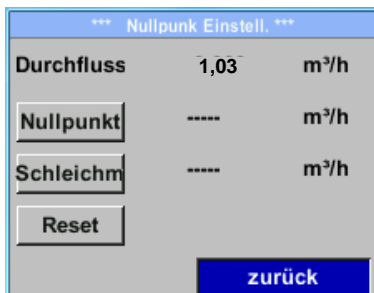 *** Nullpunk Einstell. ***
Durchfluss 1,03 m³/h
Nullpunkt ----- m³/h
Schleichm ----- m³/h
Reset
zurück